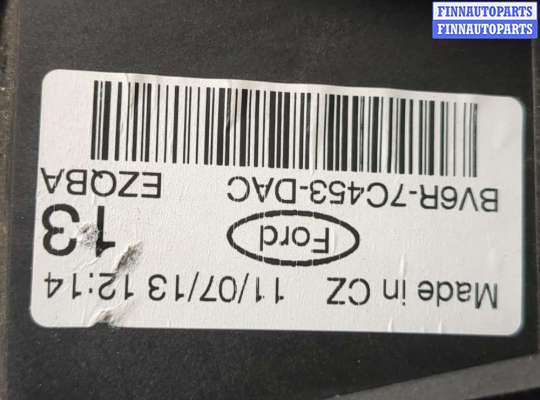 FINNAUTOPARTS
FINNAUTOPARTS
Made in CZ 11/07/13 12:14
Ford 13
BV6R-7C453-DAC EZQBA